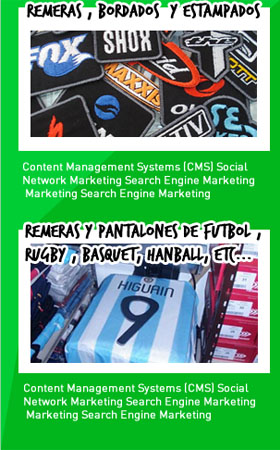 REMERAS , BORDADOS Y ESTAMPADOS
FOX
SHOX
MAXXIS
Content Management Systems (CMS) Social
Network Marketing Search Engine Marketing
Marketing Search Engine Marketing
REMERAS Y PANTALONES DE FUTBOL ,
RUGBY , BASQUET, HANBALL, ETC...
HIGUAIN
9
Content Management Systems (CMS) Social
Network Marketing Search Engine Marketing
Marketing Search Engine Marketing